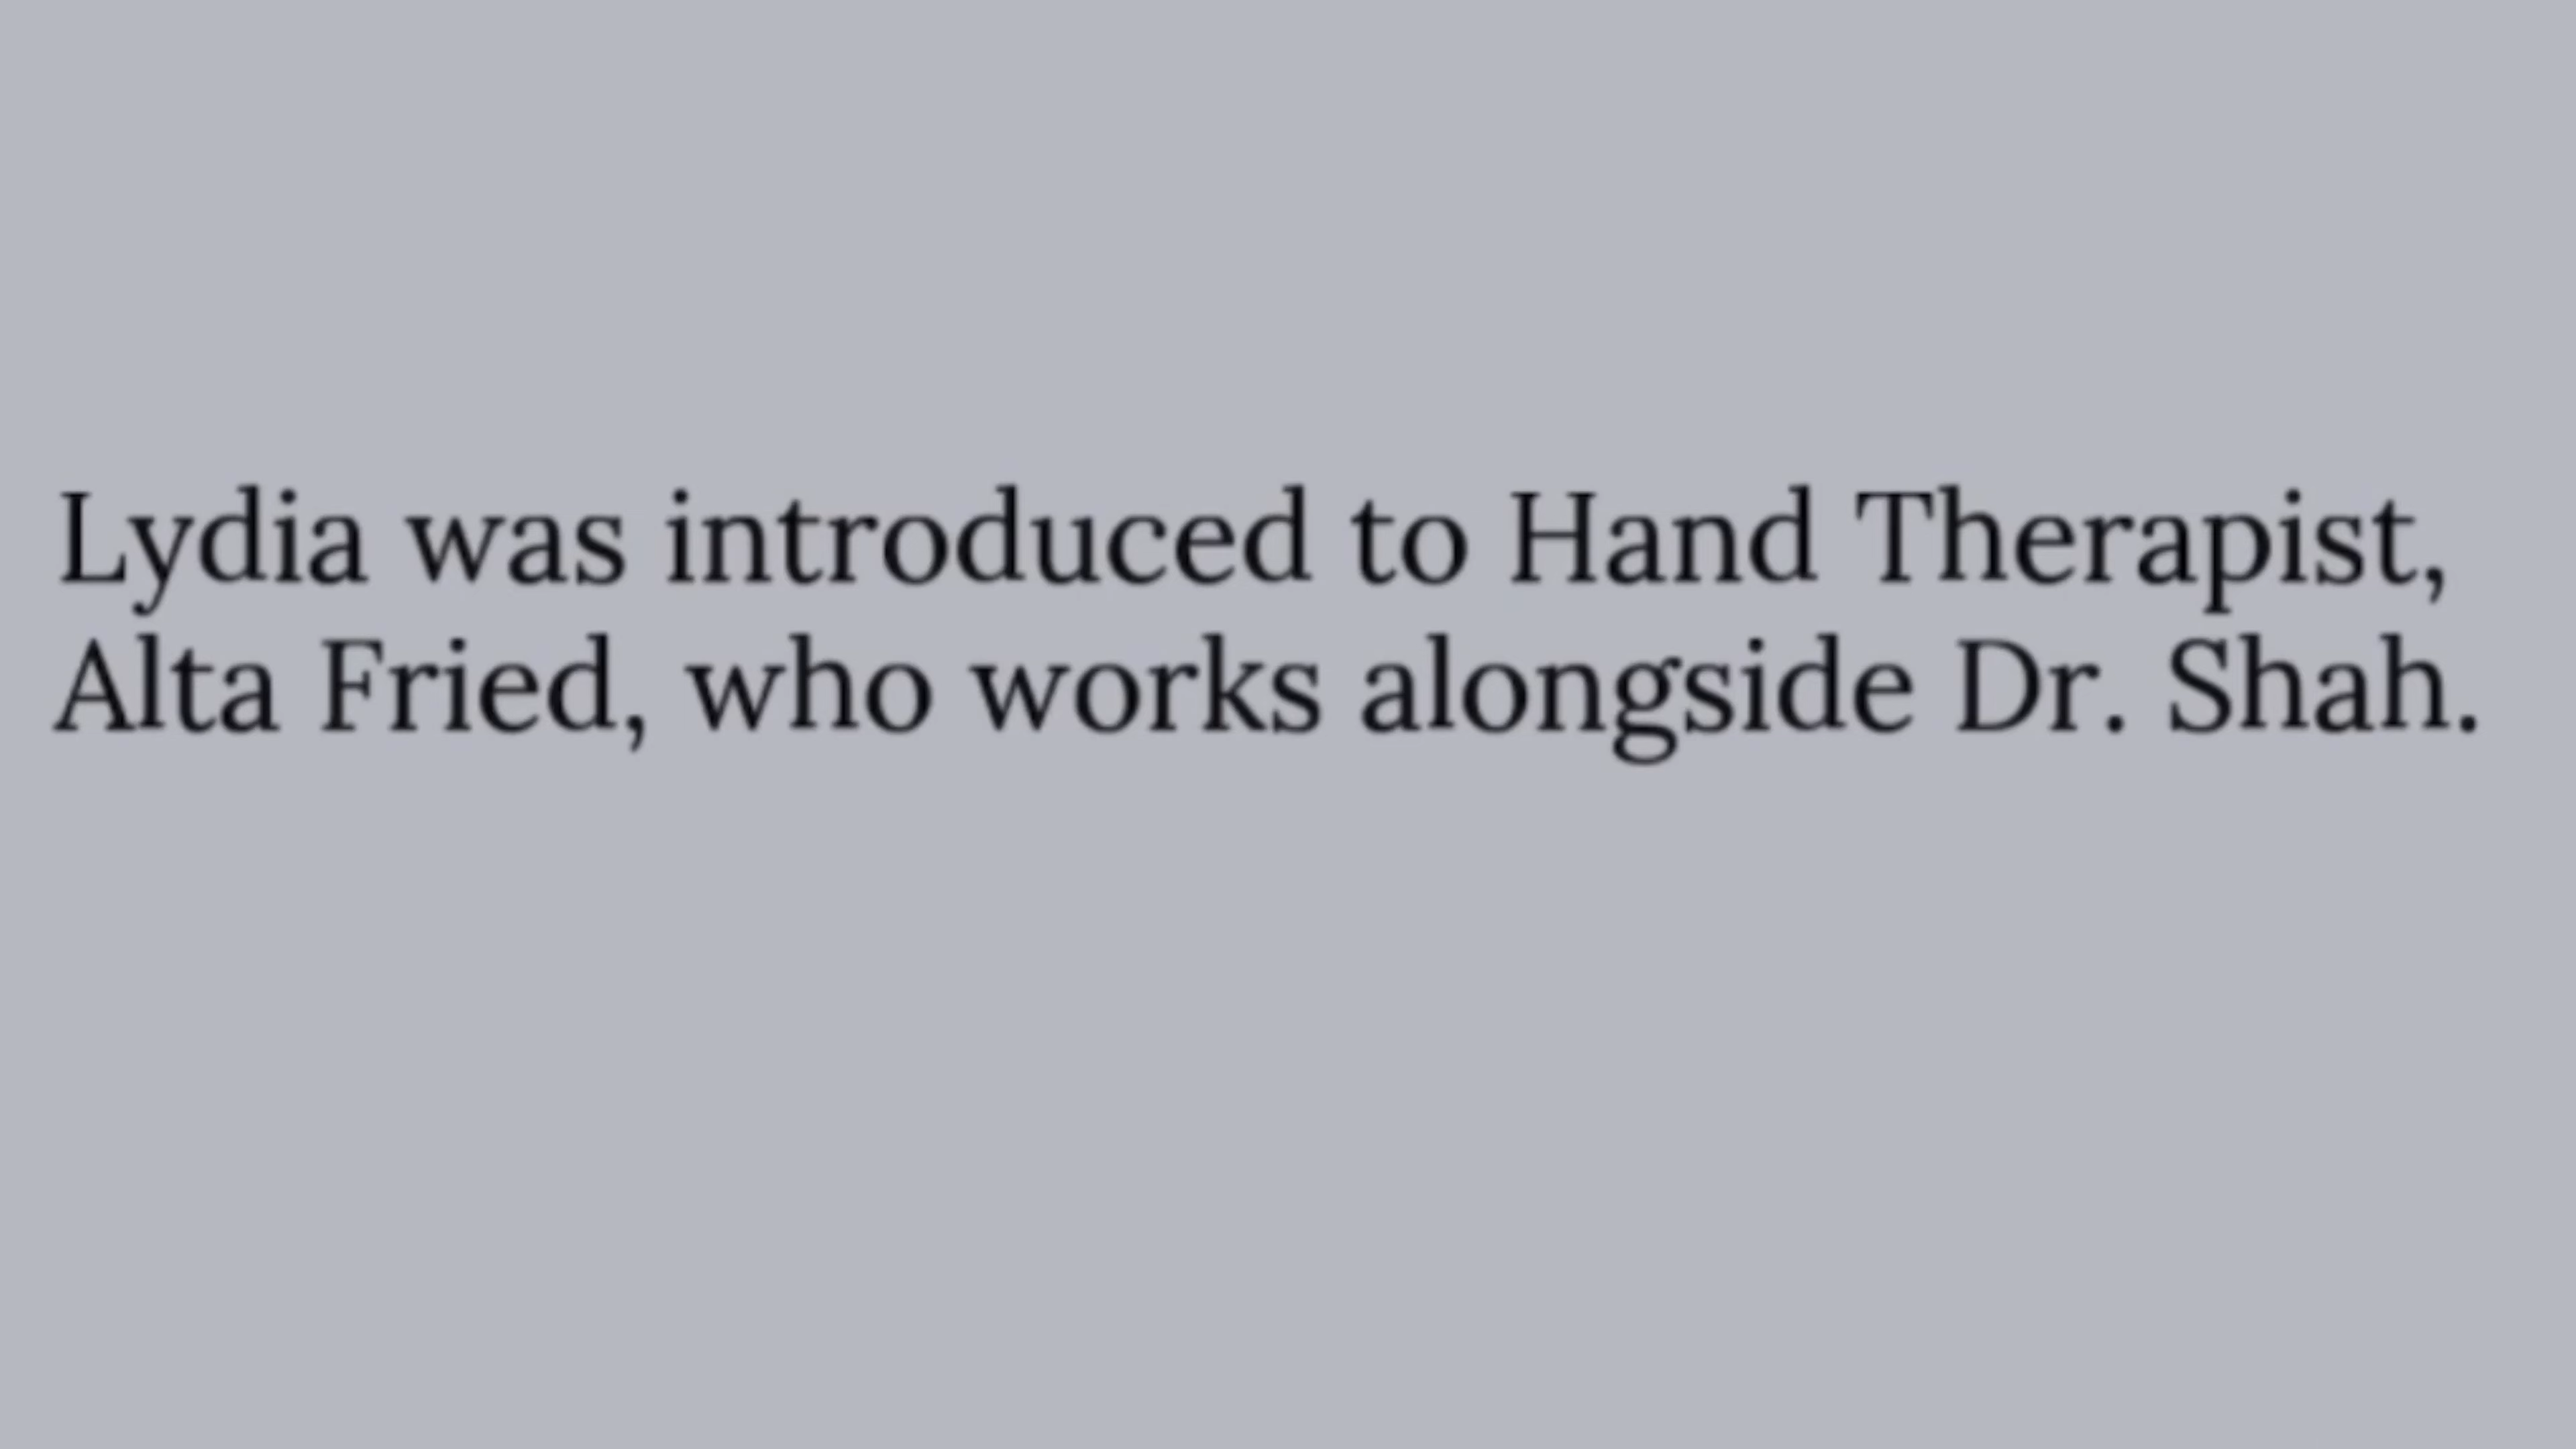 Lydia was introduced to Hand Therapist,
Alta Fried, who works alongside Dr. Shah.